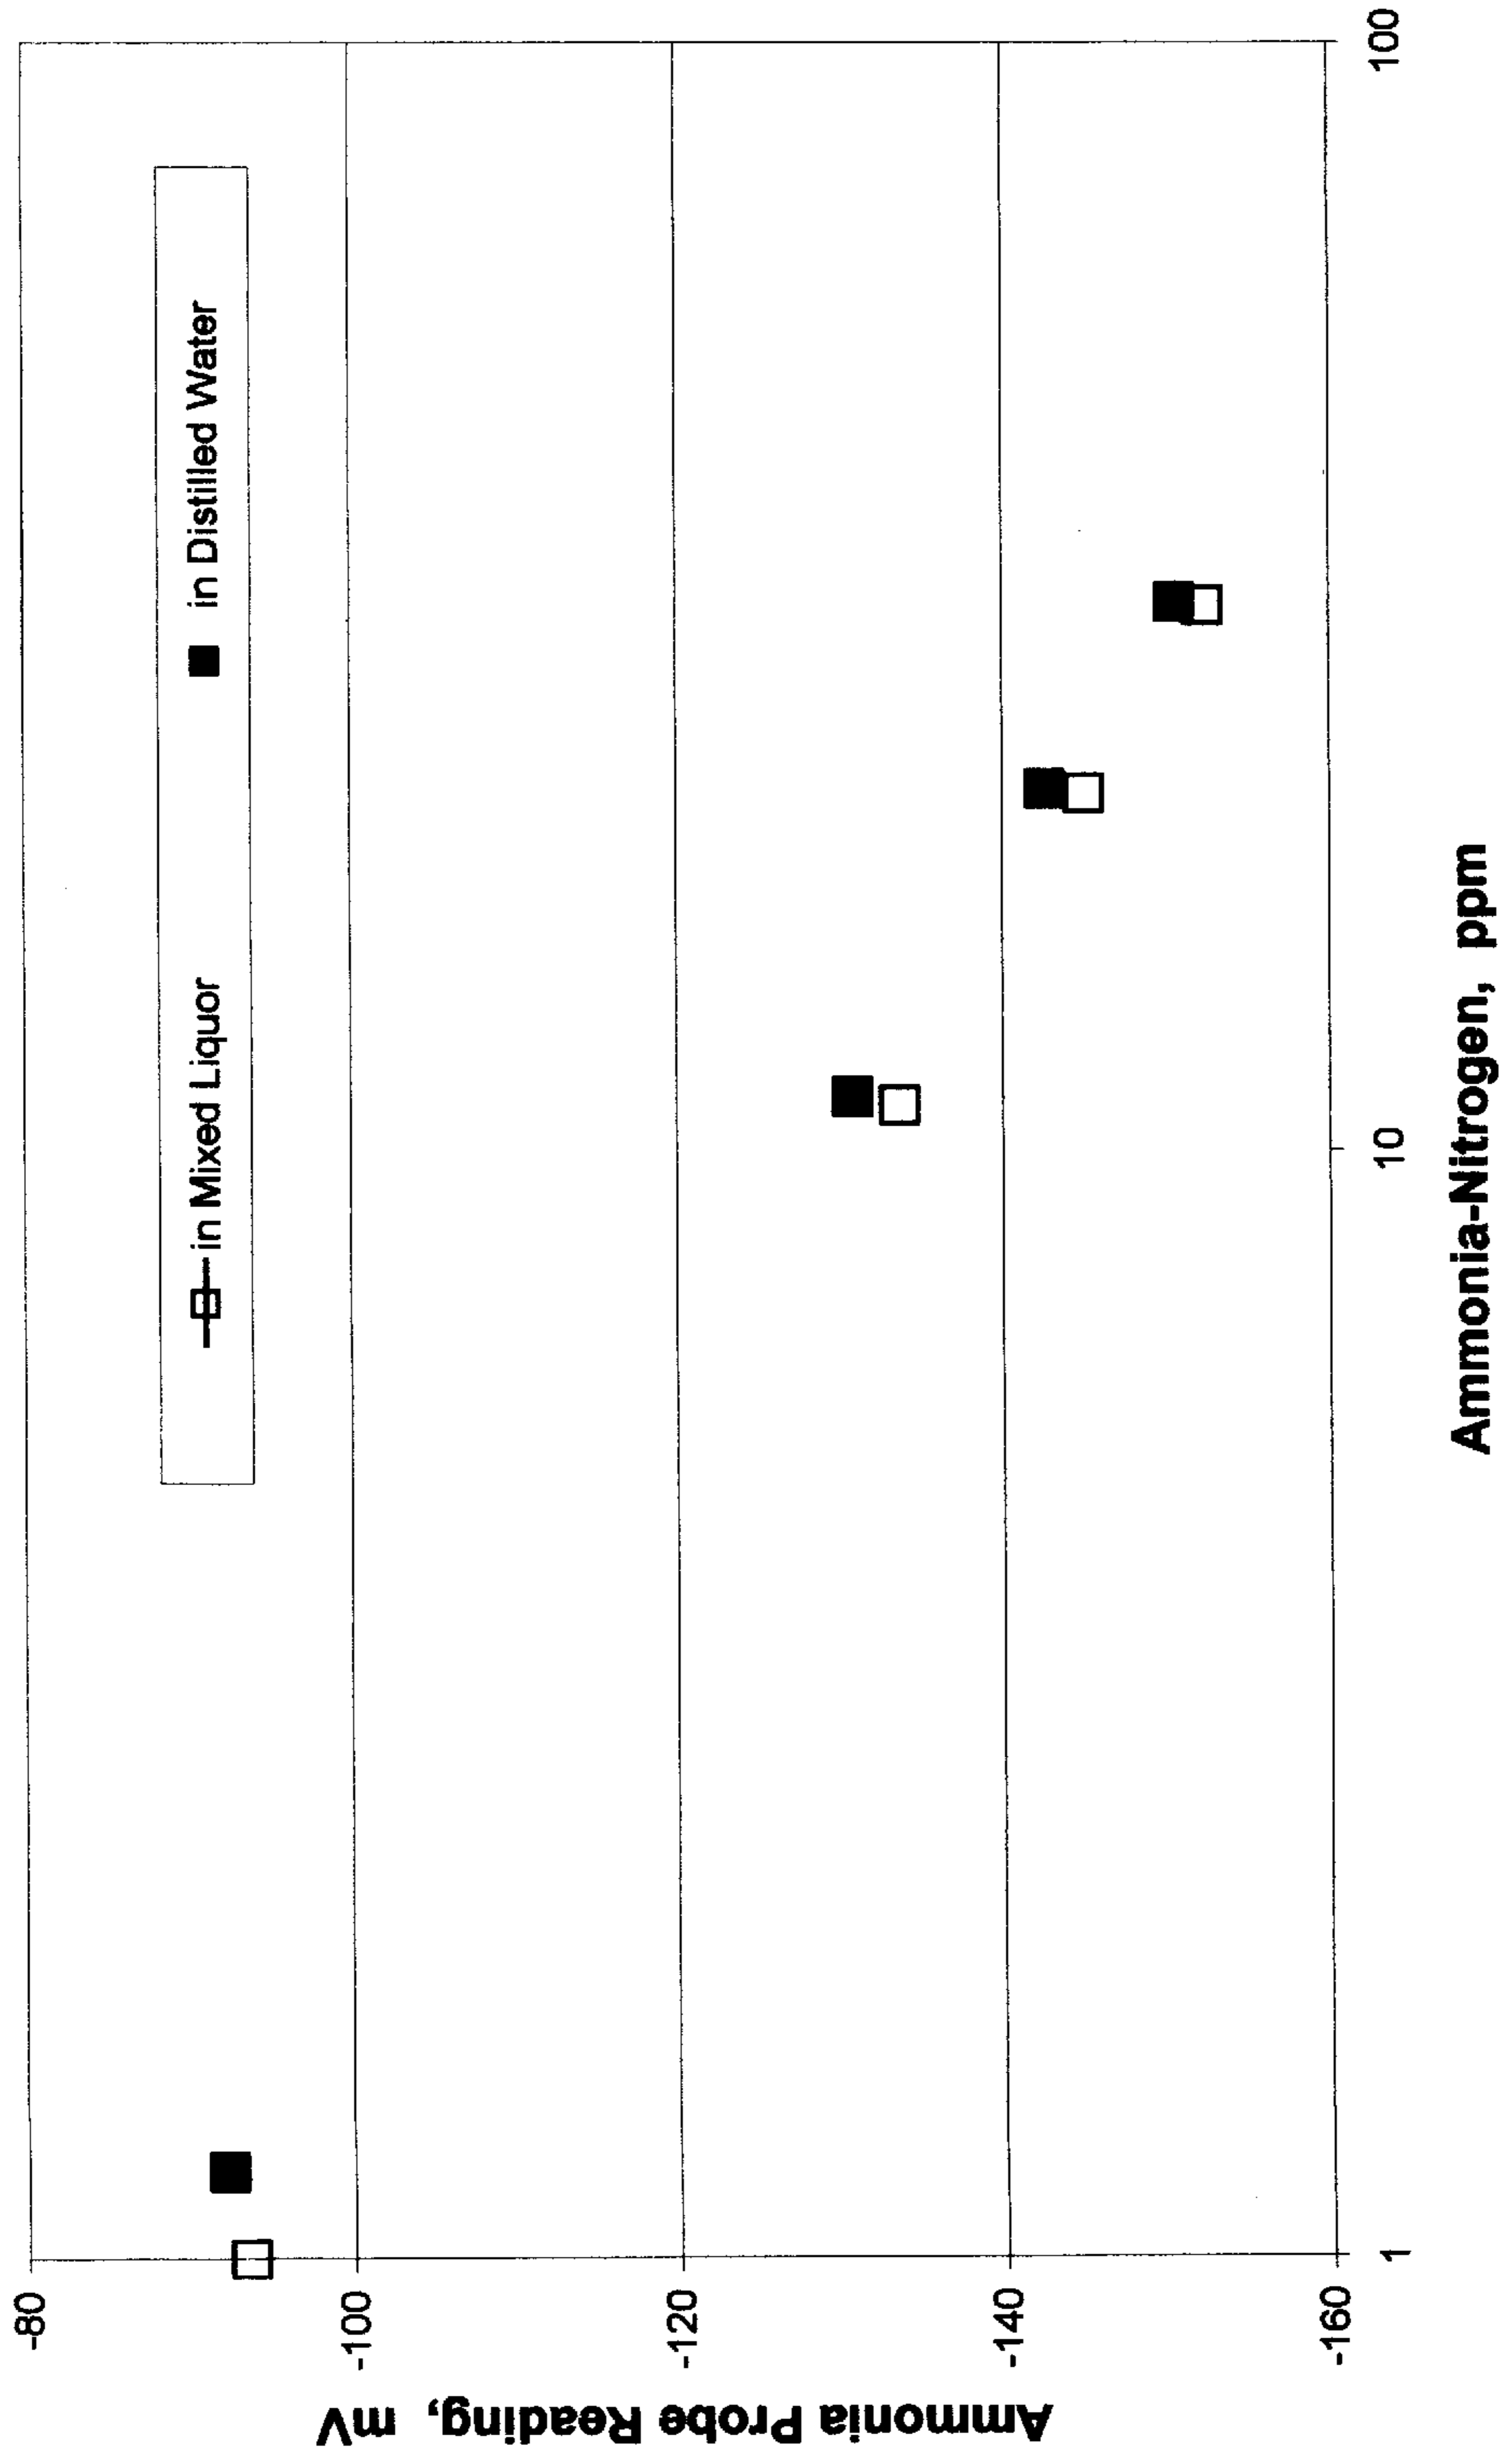 in Mixed Liquor
in Distilled Water
-80
-100
-120
-140
-160
Ammonia Probe Reading, mV
1
10
100
Ammonia-Nitrogen, ppm